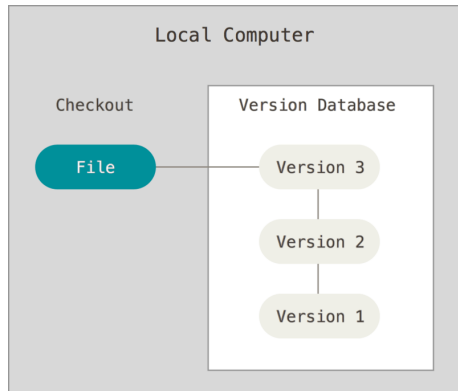 Local Computer
Checkout
Version Database
File
Version 3
Version 2
Version 1